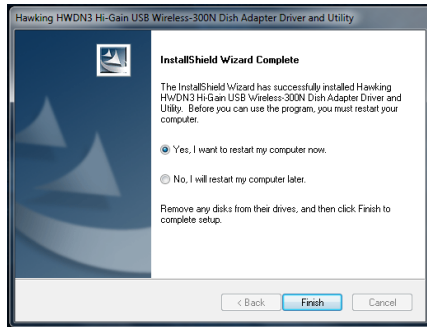 Hawking HWDN3 Hi-Gain USB Wireless-300N Dish Adapter Driver and Utility
InstallShield Wizard Complete
The InstallShield Wizard has successfully installed Hawking
HWDN3 Hi-Gain USB Wireless-300N Dish Adapter Driver and
Utility. Before you can use the program, you must restart your
computer.
Yes, I want to restart my computer now.
No, I will restart my computer later.
Remove any disks from their drives, and then click Finish to
complete setup.
< Back Finish Cancel